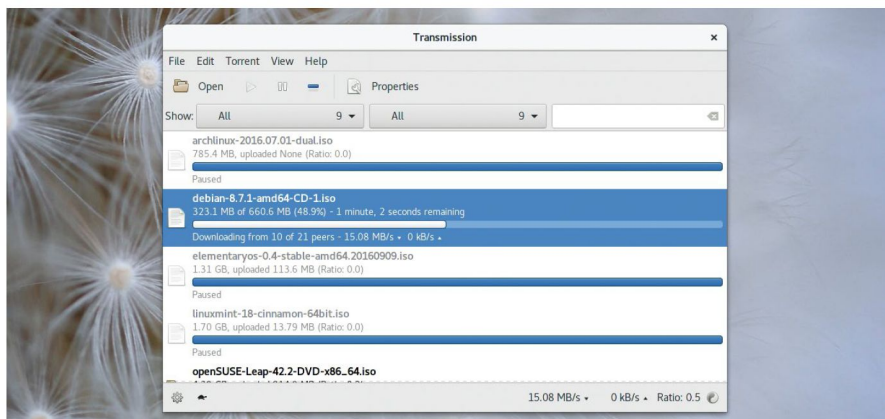 Transmission
File Edit Torrent View Help
Open Properties
Show: All 9 All 9
archlinux-2016.07.01-dual.iso
785.4 MB, uploaded None (Ratio: 0.0)
Paused
debian-8.7.1-amd64-CD-1.iso
323.1 MB of 660.6 MB (48.9%) - 1 minute, 2 seconds remaining
Downloading from 10 of 21 peers - 15.08 MB/s 0 kB/s
elementaryos-0.4-stable-amd64.20160909.iso
1.31 GB, uploaded 113.6 MB (Ratio: 0.0)
Paused
linuxmint-18-cinnamon-64bit.iso
1.70 GB, uploaded 13.79 MB (Ratio: 0.0)
Paused
openSUSE-Leap-42.2-DVD-x86_64.iso
15.08 MB/s 0 kB/s Ratio: 0.5